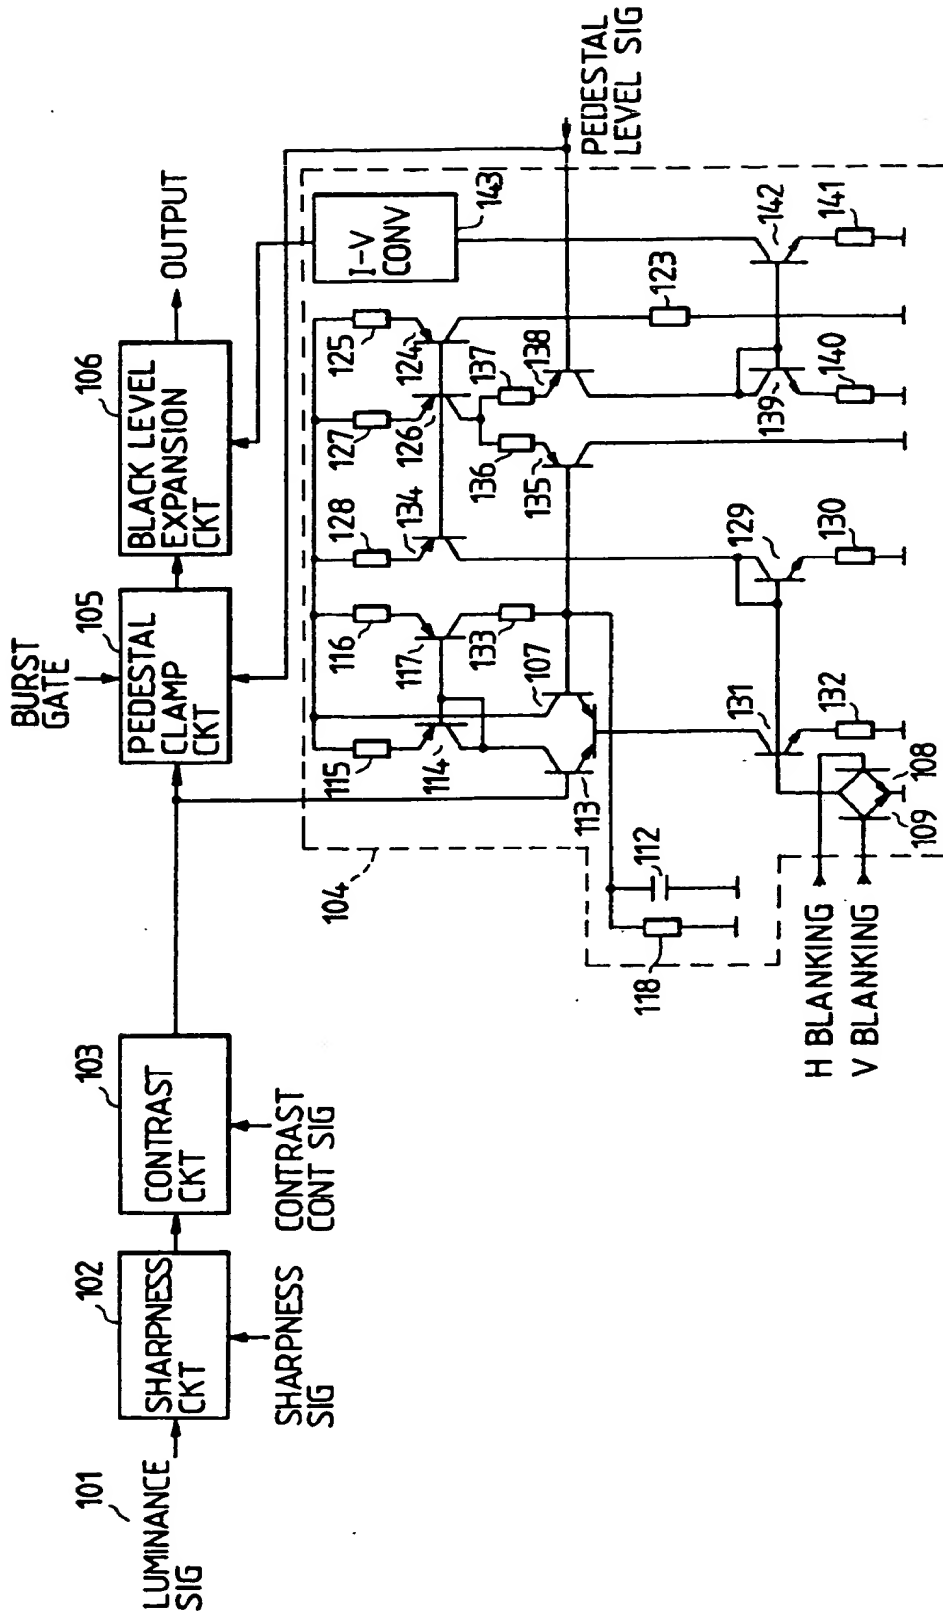 101
LUMINANCE
SIG
102
SHARPNESS
CKT
SHARPNESS
SIG
103
CONTRAST
CKT
CONTRAST
CONT SIG
BURST
GATE
105
PEDESTAL
CLAMP
CKT
106
BLACK LEVEL
EXPANSION
CKT
OUTPUT
104
115
116
128
127
125
I-V
CONV
143
114
117
134
126
124
133
136
137
107
135
138
113
123
PEDESTAL
LEVEL SIG
118
112
131
129
139
142
132
130
140
141
109
108
H BLANKING
V BLANKING